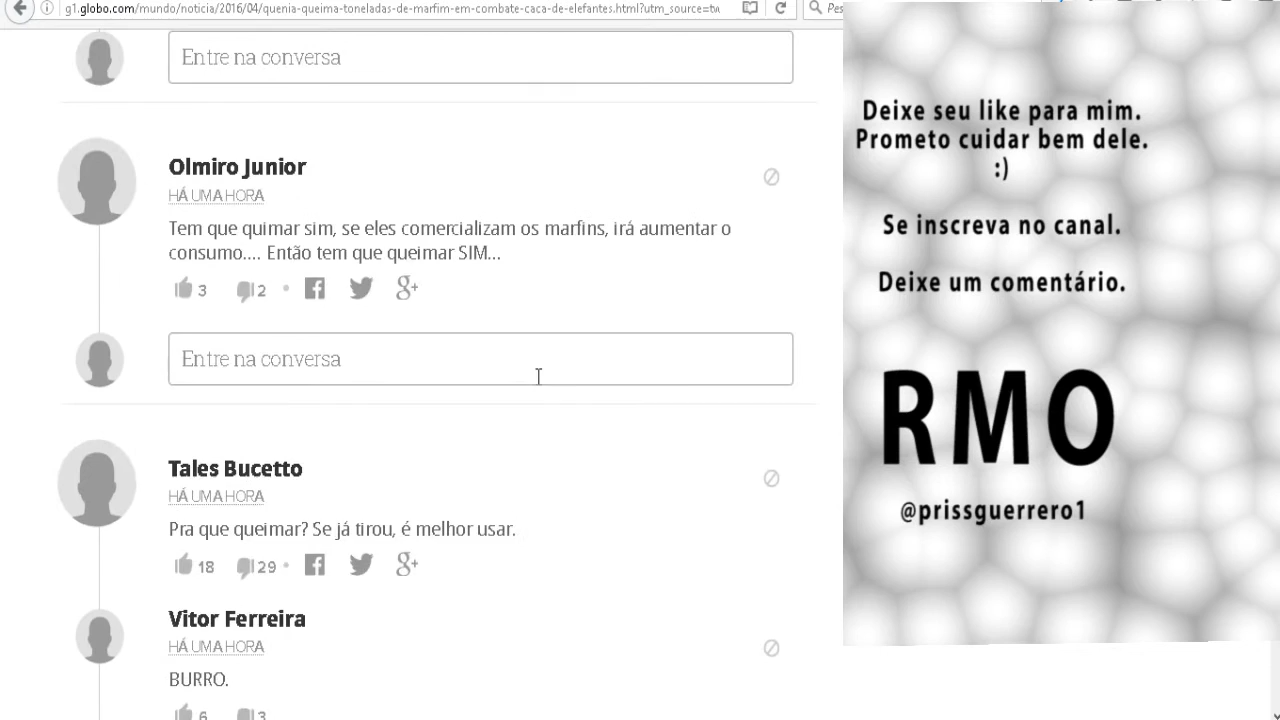 g1.globo.com/mundo/noticia/2016/04/quenia-queima-toneladas-de-marfim-em-combate-caca-de-elefantes.html?utm_source=tw
Pes
Entre na conversa
Olmiro Junior
HÁ UMA HORA
Tem que quimar sim, se eles comercializam os marfins, irá aumentar o
consumo.... Então tem que queimar SIM...
3 2
Entre na conversa
Tales Bucetto
HÁ UMA HORA
Pra que queimar? Se já tirou, é melhor usar.
18 29
Vitor Ferreira
HÁ UMA HORA
BURRO.
6 3
Deixe seu like para mim.
Prometo cuidar bem dele.
:)
Se inscreva no canal.
Deixe um comentário.
RMO
@prissguerrero1